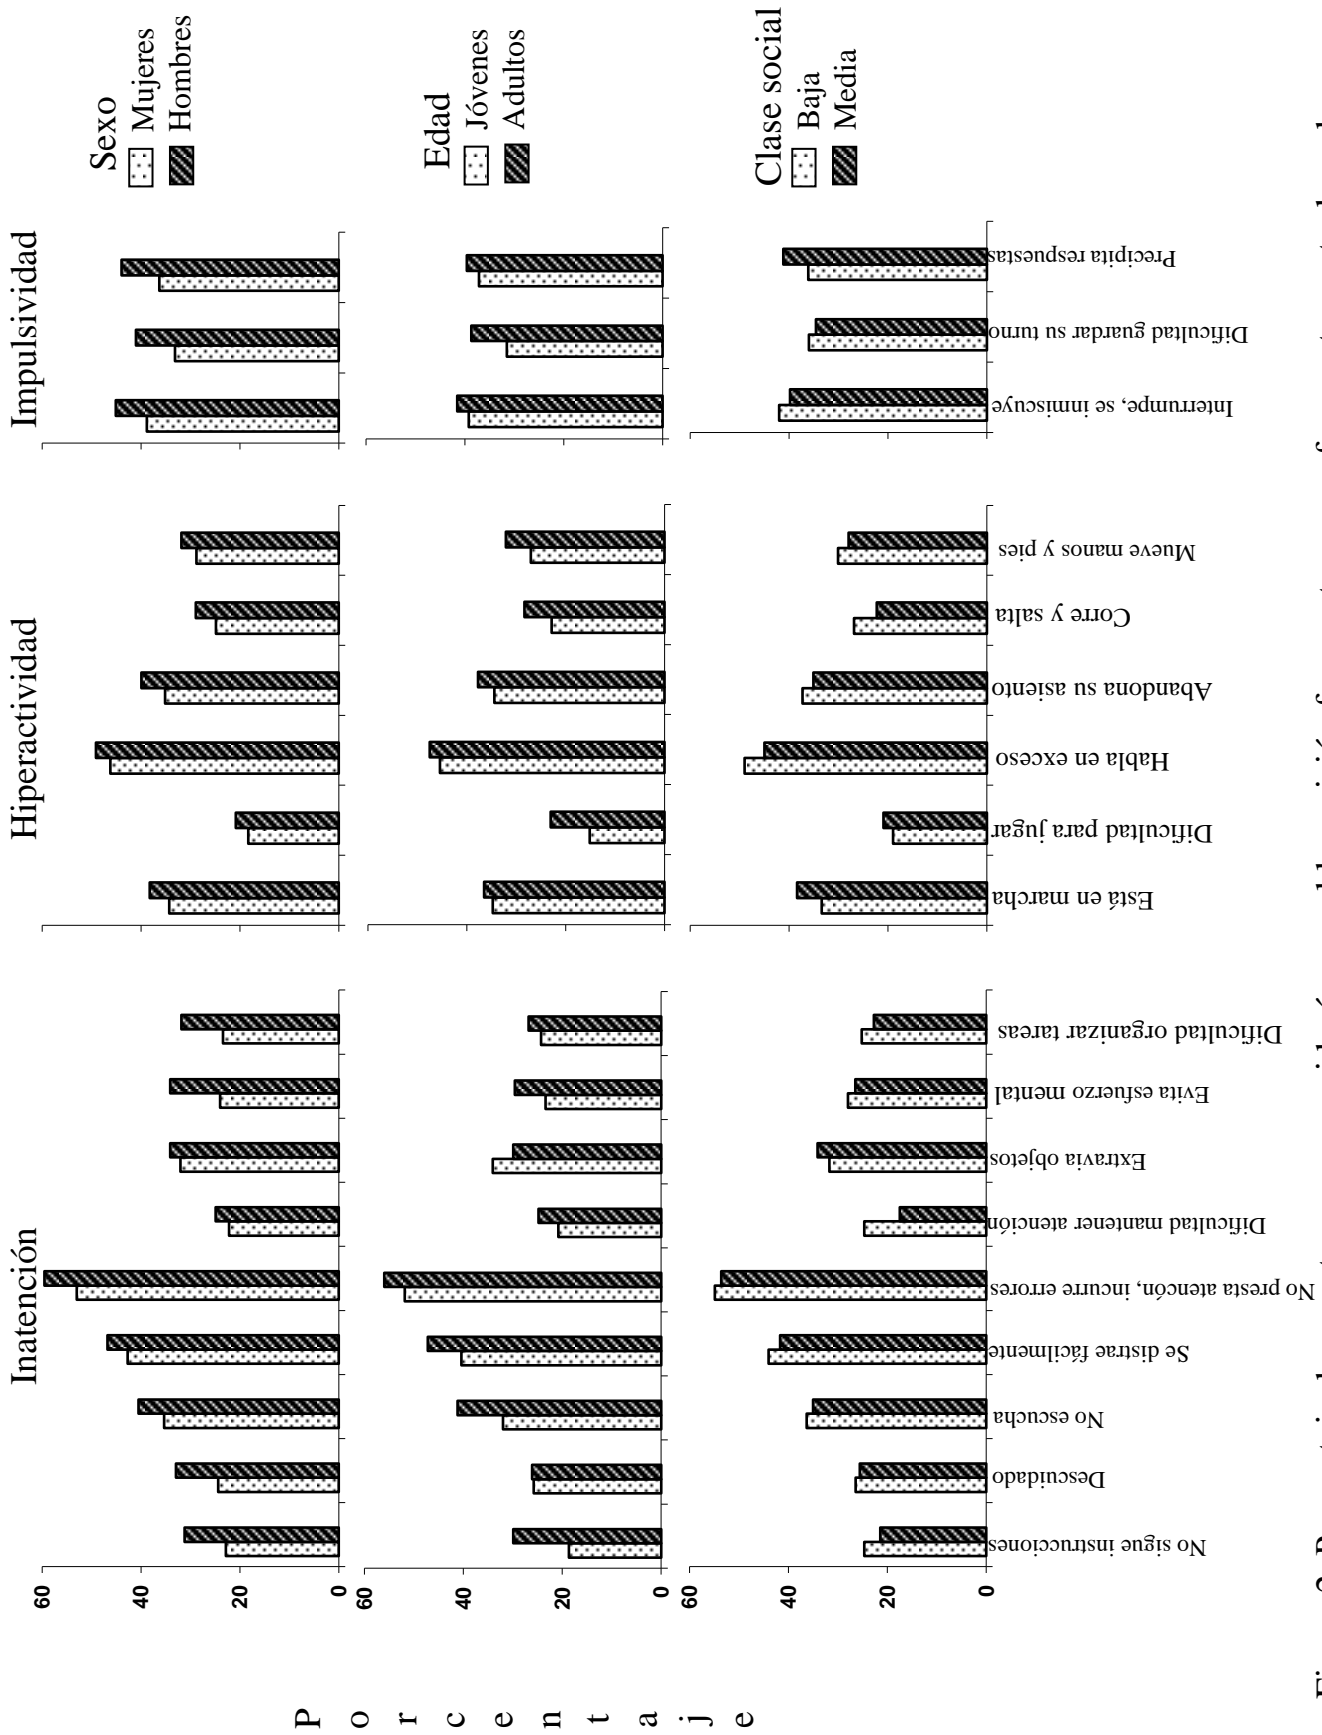 Inatención
Hiperactividad
Impulsividad
Sexo
Mujeres
Hombres
60
40
20
0
Edad
Jóvenes
Adultos
60
40
20
0
Clase social
Baja
Media
60
40
20
0
Porcentaje
No sigue instrucciones
Descuidado
No escucha
Se distrae fácilmente
No presta atencón, incurre errores
Dificultad mantener atención
Extravia objetos
Evita esfuerzo mental
Dificultad organizar tareas
Está en marcha
Dificultad para jugar
Habla en exceso
Abandona su asiento
Corre y salta
Mueve manos y pies
Interrumpe, se inmiscuye
Dificultad guardar su turno
Precipita respuestas